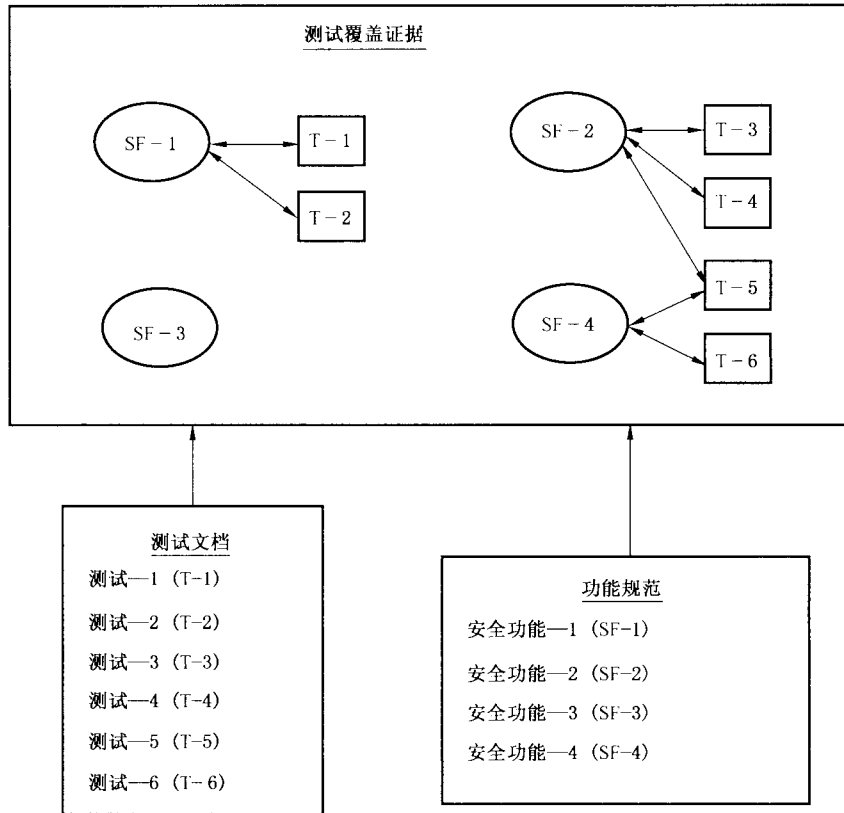 测试覆盖证据
SF-1
T-1
T-2
SF-2
T-3
T-4
T-5
SF-3
SF-4
T-6
测试文档
测试—1 (T-1)
测试—2 (T-2)
测试—3 (T-3)
测试—4 (T-4)
测试—5 (T-5)
测试—6 (T-6)
功能规范
安全功能—1 (SF-1)
安全功能—2 (SF-2)
安全功能—3 (SF-3)
安全功能—4 (SF-4)